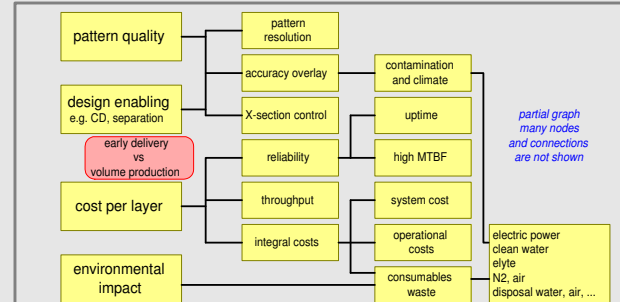 pattern quality
design enabling
e.g. CD, separation
early delivery
vs
volume production
cost per layer
environmental
impact
pattern
resolution
accuracy overlay
X-section control
reliability
throughput
integral costs
contamination
and climate
uptime
high MTBF
system cost
operational
costs
consumables
waste
partial graph
many nodes
and connections
are not shown
electric power
clean water
elyte
N2, air
disposal water, air, ...